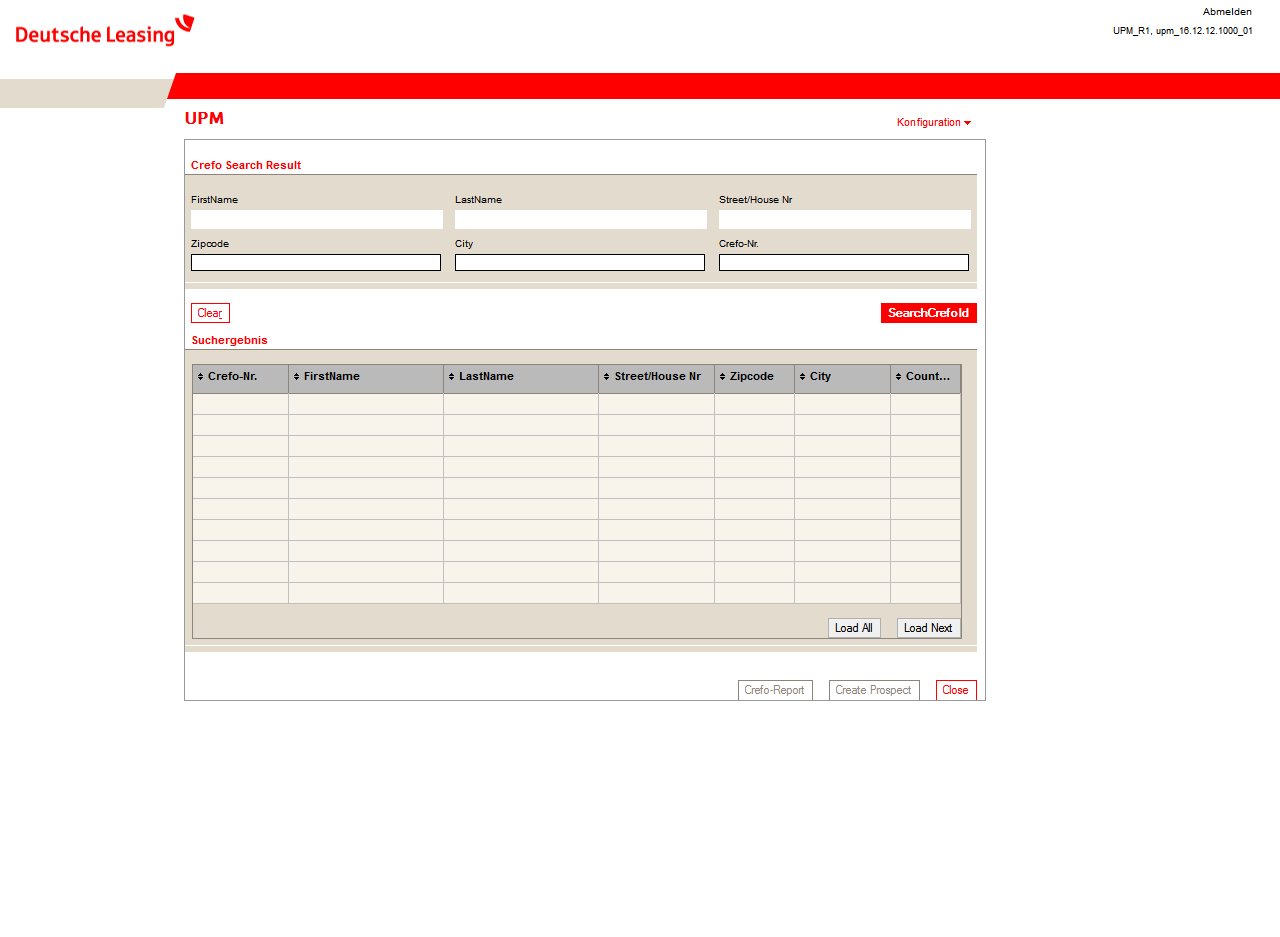 Deutsche Leasing
Abmelden
UPM_R1, upm_16.12.12.1000_01
UPM
Konfiguration
Crefo Search Result
FirstName LastName Street/House Nr
Zipcode City Crefo-Nr.
Clear SearchCrefoId
Suchergebnis
Crefo-Nr. FirstName LastName Street/House Nr Zipcode City Count...
Load All Load Next
Crefo-Report Create Prospect Close